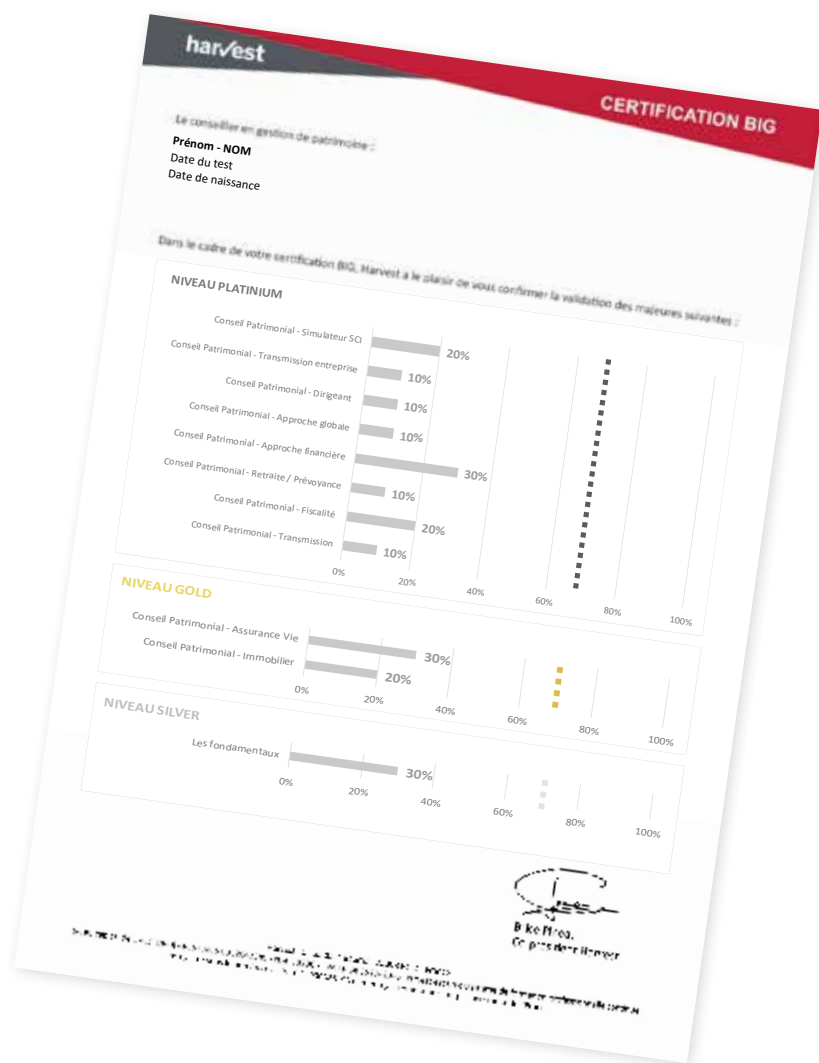 harvest
CERTIFICATION BIG
Le conseiller en gestion de patrimoine :
Prénom - NOM
Date du test
Date de naissance
Dans le cadre de votre certification BIG, Harvest a le plaisir de vous confirmer la validation des majeures suivantes :
NIVEAU PLATINIUM
Conseil Patrimonial - Simulateur SCI 20%
Conseil Patrimonial - Transmission entreprise 10%
Conseil Patrimonial - Dirigeant 10%
Conseil Patrimonial - Approche globale 10%
Conseil Patrimonial - Approche financière 30%
Conseil Patrimonial - Retraite / Prévoyance 10%
Conseil Patrimonial - Fiscalité 20%
Conseil Patrimonial - Transmission 10%
0% 20% 40% 60% 80% 100%
NIVEAU GOLD
Conseil Patrimonial - Assurance Vie 30%
Conseil Patrimonial - Immobilier 20%
0% 20% 40% 60% 80% 100%
NIVEAU SILVER
Les fondamentaux 30%
0% 20% 40% 60% 80% 100%